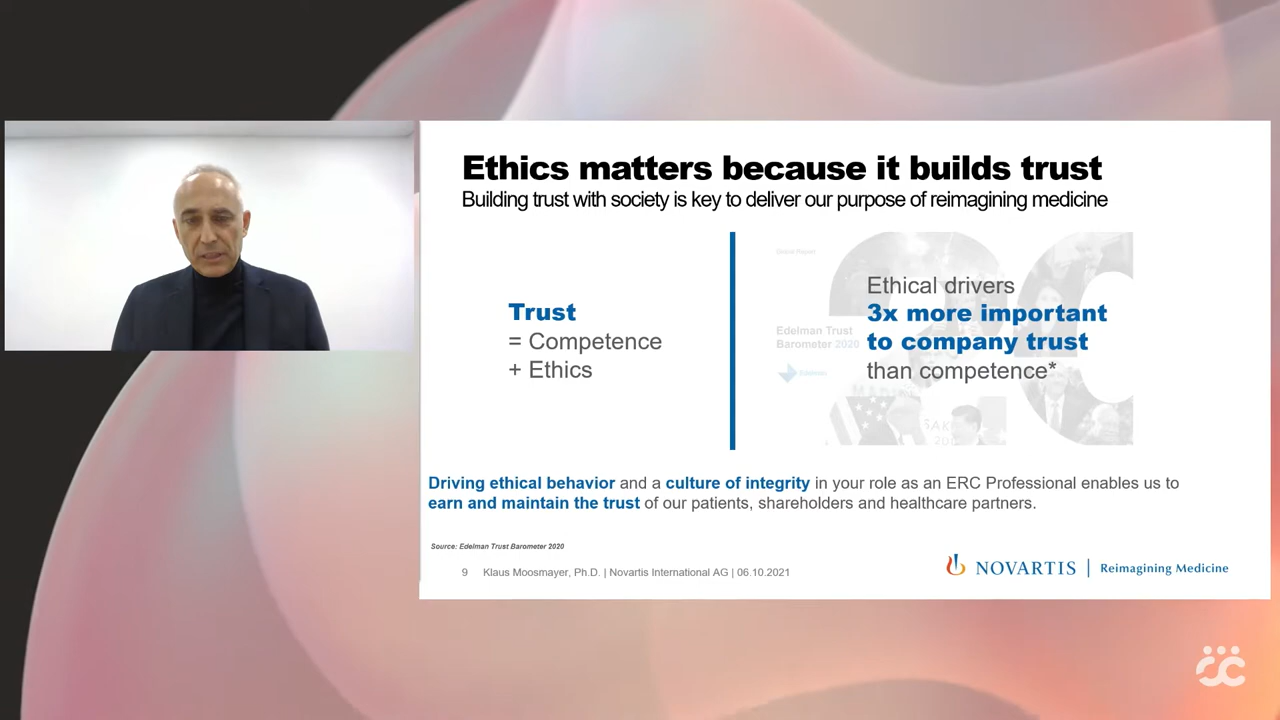 Ethics matters because it builds trust
Building trust with society is key to deliver our purpose of reimagining medicine
Trust
= Competence
+ Ethics
Global Report
Edelman Trust
Barometer 2020
Edelman
Ethical drivers
3x more important
to company trust
than competence*
Driving ethical behavior and a culture of integrity in your role as an ERC Professional enables us to
earn and maintain the trust of our patients, shareholders and healthcare partners.
Source: Edelman Trust Barometer 2020
9 Klaus Moosmayer, Ph.D. | Novartis International AG | 06.10.2021
NOVARTIS | Reimagining Medicine